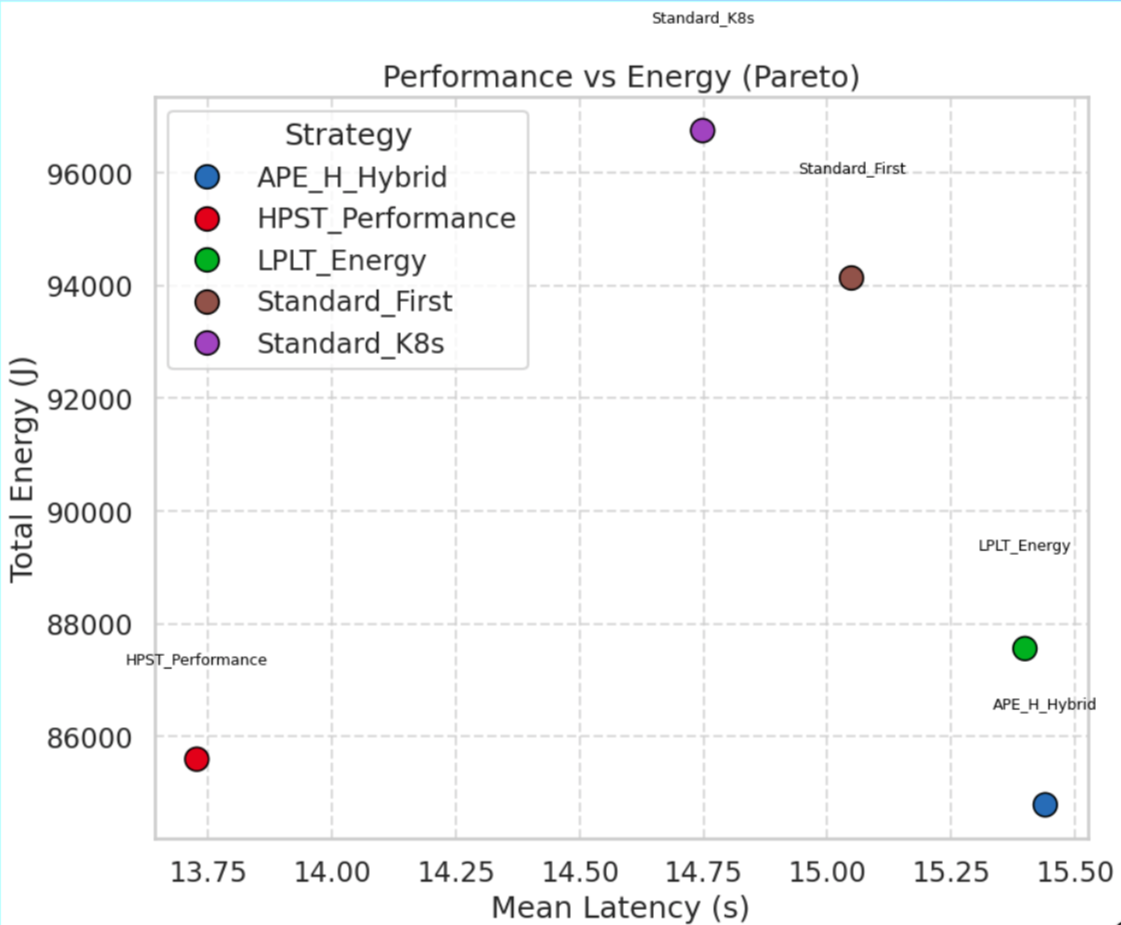 Standard_K8s
Performance vs Energy (Pareto)
Strategy
APE_H_Hybrid
HPST_Performance
LPLT_Energy
Standard_First
Standard_K8s
Standard_First
LPLT_Energy
HPST_Performance
APE_H_Hybrid
Total Energy (J)
96000
94000
92000
90000
88000
86000
13.75 14.00 14.25 14.50 14.75 15.00 15.25 15.50
Mean Latency (s)